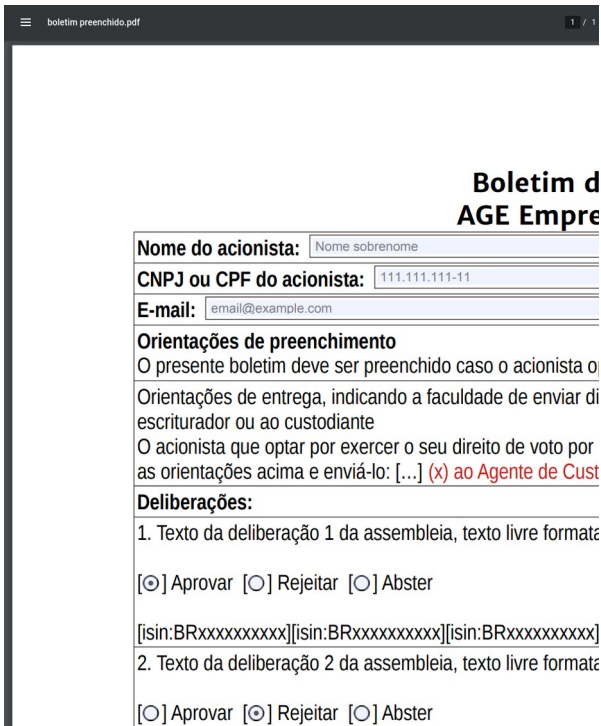 boletim preenchido.pdf
1 / 1
Boletim d
AGE Empre
Nome do acionista: Nome sobrenome
CNPJ ou CPF do acionista: 111.111.111-11
E-mail: email@example.com
Orientações de preenchimento
O presente boletim deve ser preenchido caso o acionista o
Orientações de entrega, indicando a faculdade de enviar di
escriturador ou ao custodiante
O acionista que optar por exercer o seu direito de voto por
as orientações acima e enviá-lo: […] (x) ao Agente de Cust
Deliberações:
1. Texto da deliberação 1 da assembleia, texto livre formata
[◉] Aprovar [○] Rejeitar [○] Abster
[isin:BRxxxxxxxxxx][isin:BRxxxxxxxxxx][isin:BRxxxxxxxxxx]
2. Texto da deliberação 2 da assembleia, texto livre formata
[○] Aprovar [◉] Rejeitar [○] Abster